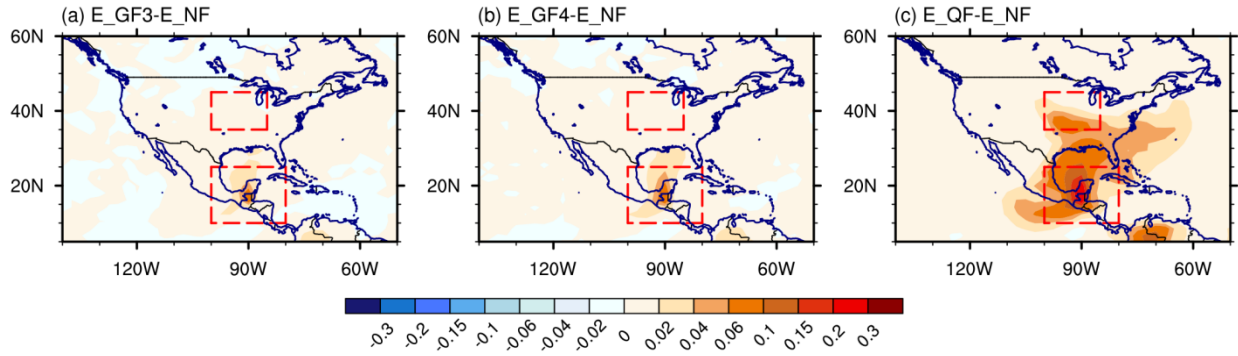 (a) E_GF3-E_NF
(b) E_GF4-E_NF
(c) E_QF-E_NF
60N
40N
20N
120W 90W 60W
60N
40N
20N
120W 90W 60W
60N
40N
20N
120W 90W 60W
-0.3 -0.2 -0.15 -0.1 -0.06 -0.04 -0.02 0 0.02 0.04 0.06 0.1 0.15 0.2 0.3